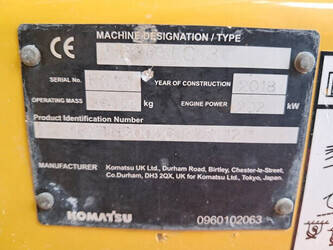 CE
MACHINE DESIGNATION / TYPE
SERIAL No.
YEAR OF CONSTRUCTION 2018
OPERATING MASS kg
ENGINE POWER 202 kW
Product Identification Number
MANUFACTURER
Komatsu UK Ltd., Durham Road, Birtley, Chester-le-Street,
Co.Durham, DH3 2QX, UK for Komatsu Ltd., Tokyo, Japan.
KOMATSU
0960102063